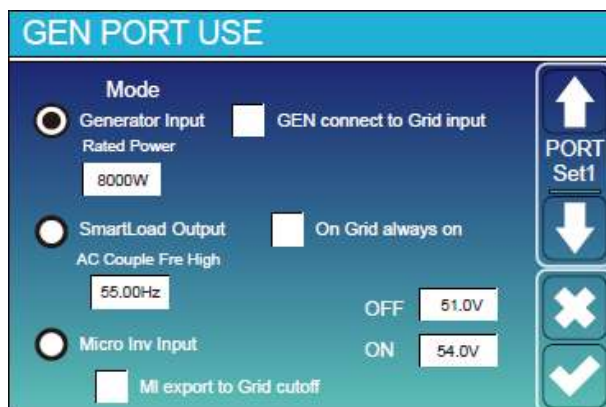 GEN PORT USE
Mode
Generator Input
GEN connect to Grid input
Rated Power
8000W
PORT
Set1
SmartLoad Output
On Grid always on
AC Couple Fre High
55.00Hz
OFF
51.0V
Micro Inv Input
ON
54.0V
MI export to Grid cutoff